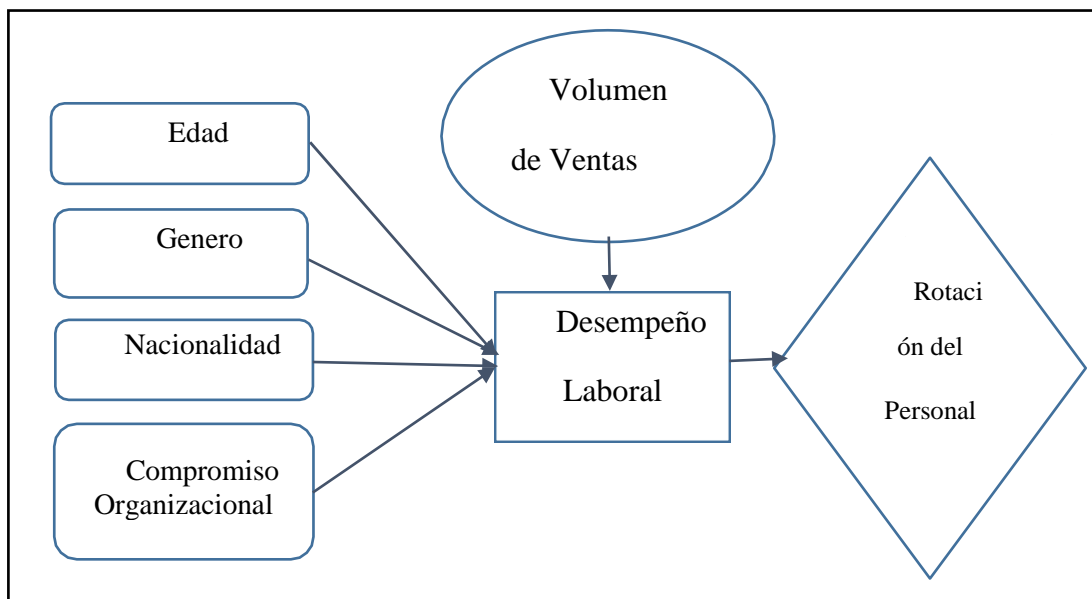 Edad
Genero
Nacionalidad
Compromiso
Organizacional
Volumen
de Ventas
Desempeño
Laboral
Rotaci
ón del
Personal